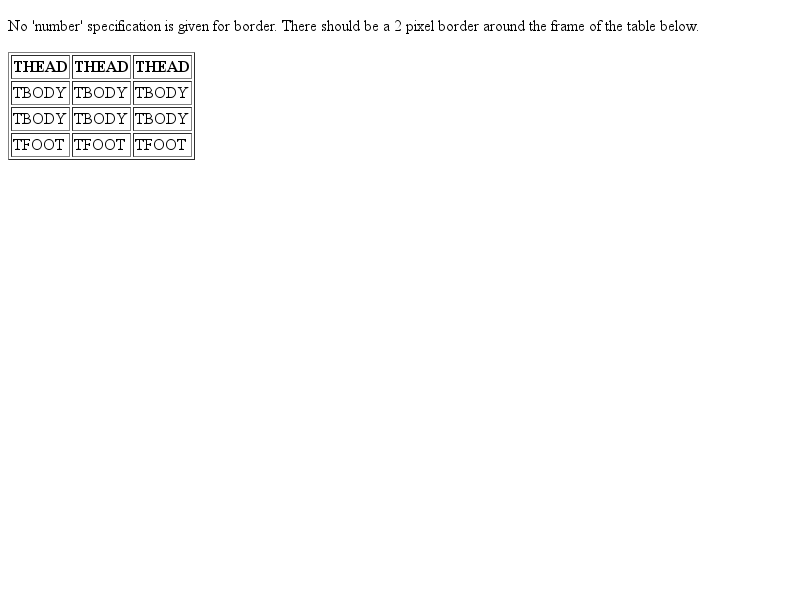 No 'number' specification is given for border. There should be a 2 pixel border around the frame of the table below.
THEAD THEAD THEAD
TBODY TBODY TBODY
TBODY TBODY TBODY
TFOOT TFOOT TFOOT